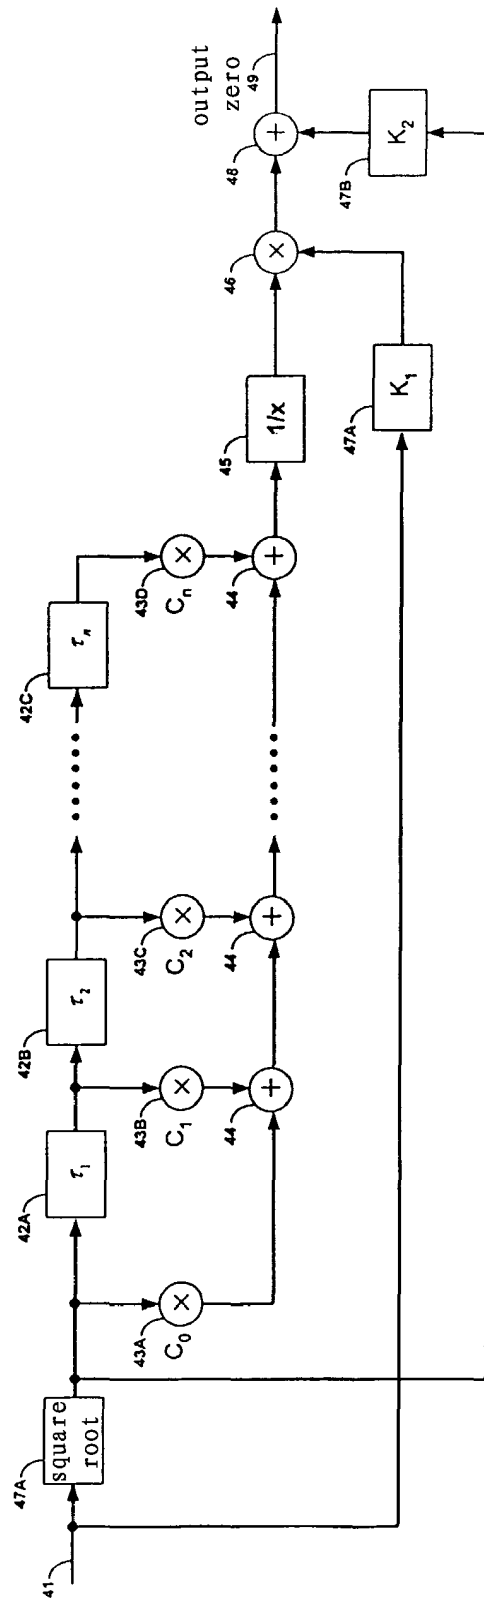 41
47A
square
root
42A
τ₁
42B
τ₂
42C
τₙ
43A
×
C₀
43B
×
C₁
43C
×
C₂
43D
×
Cₙ
44
+
44
+
44
+
45
1/x
46
×
47A
K₁
48
+
47B
K₂
output
zero
49